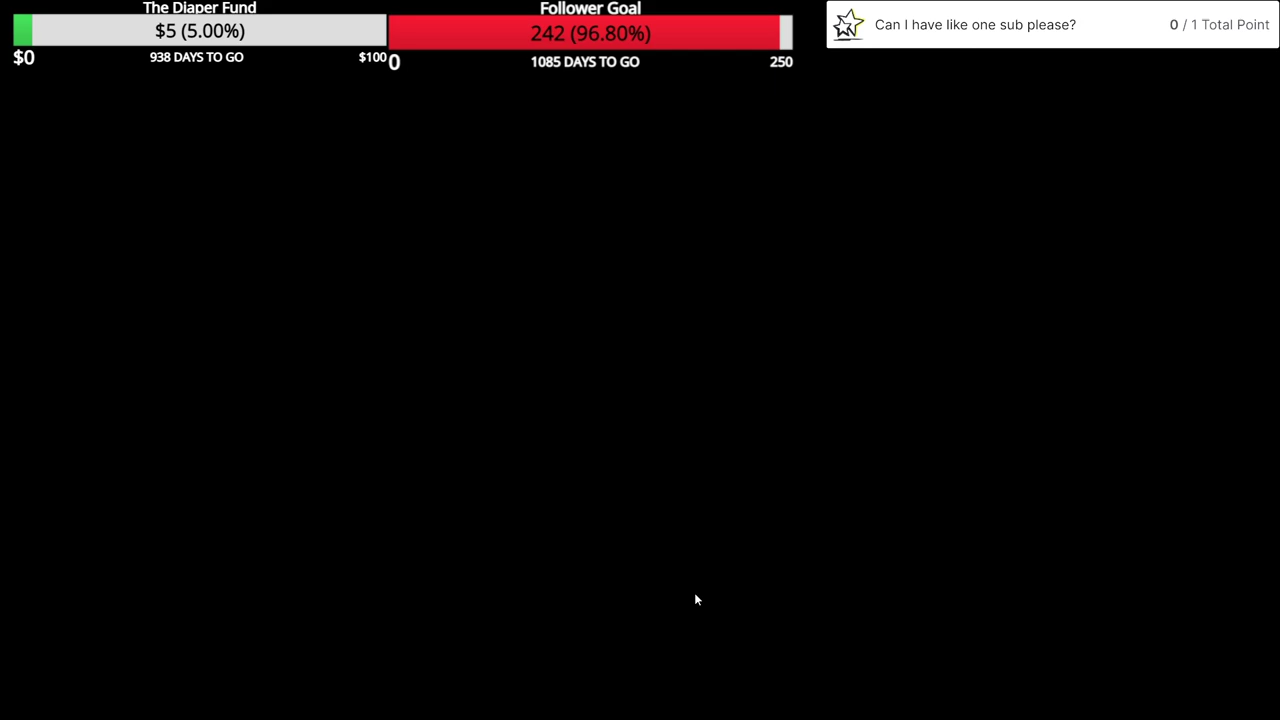 The Diaper Fund
$5 (5.00%)
$0 938 DAYS TO GO $100
Follower Goal
242 (96.80%)
0 1085 DAYS TO GO 250
Can I have like one sub please? 0 / 1 Total Point